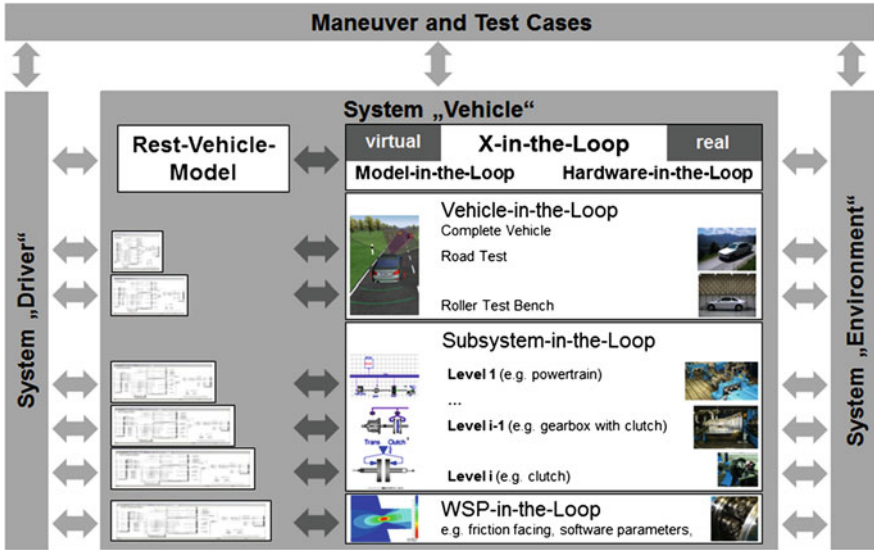 Maneuver and Test Cases
System „Driver“
System „Vehicle“
System „Environment“
Rest-Vehicle-
Model
virtual
X-in-the-Loop
real
Model-in-the-Loop
Hardware-in-the-Loop
Vehicle-in-the-Loop
Complete Vehicle
Road Test
Roller Test Bench
Subsystem-in-the-Loop
Level 1 (e.g. powertrain)
...
Level i-1 (e.g. gearbox with clutch)
Trans Clutch
Level i (e.g. clutch)
WSP-in-the-Loop
e.g. friction facing, software parameters,